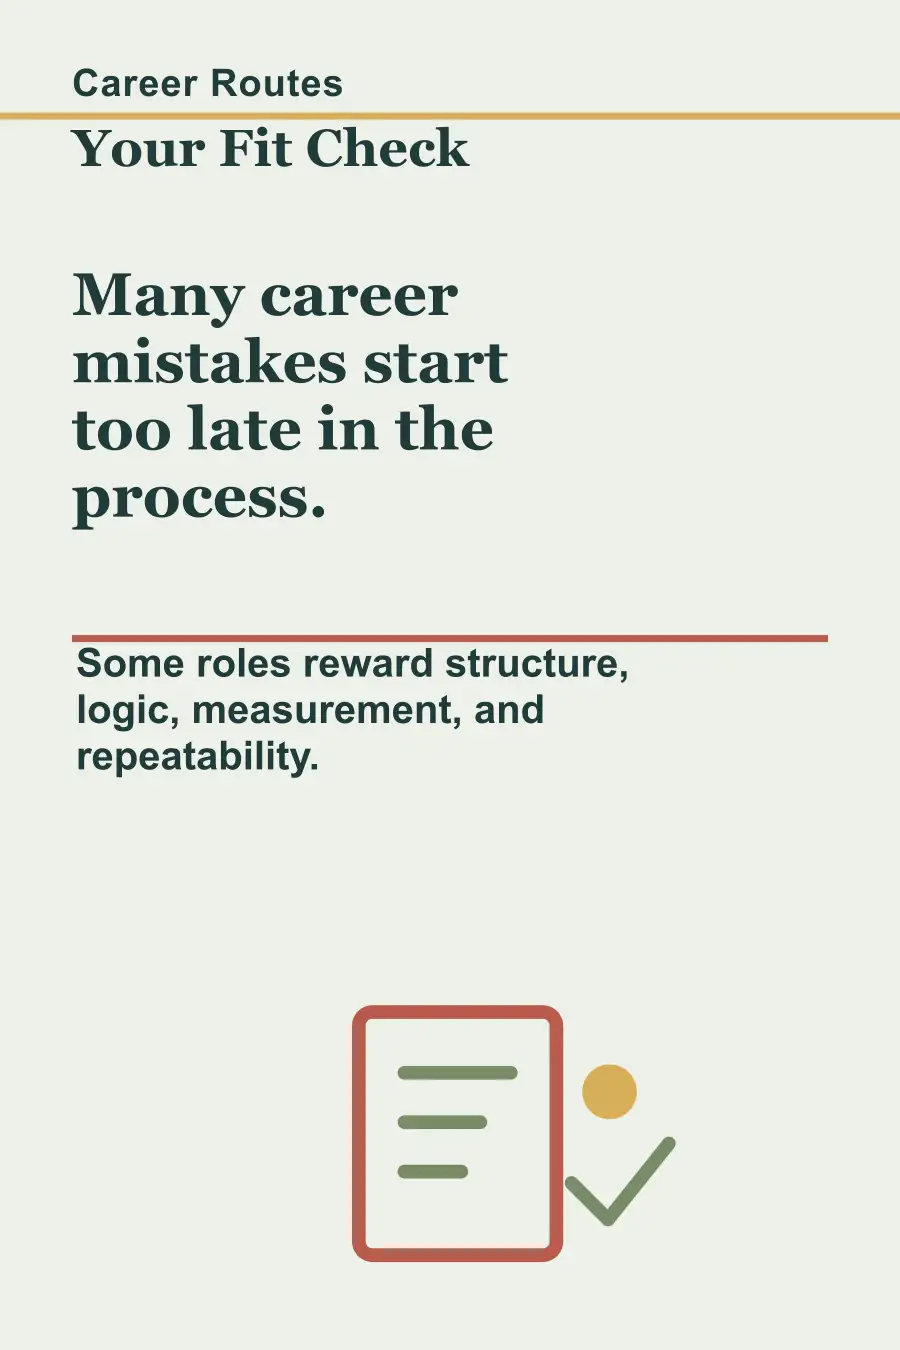 Career Routes
Your Fit Check
Many career
mistakes start
too late in the
process.
Some roles reward structure,
logic, measurement, and
repeatability.